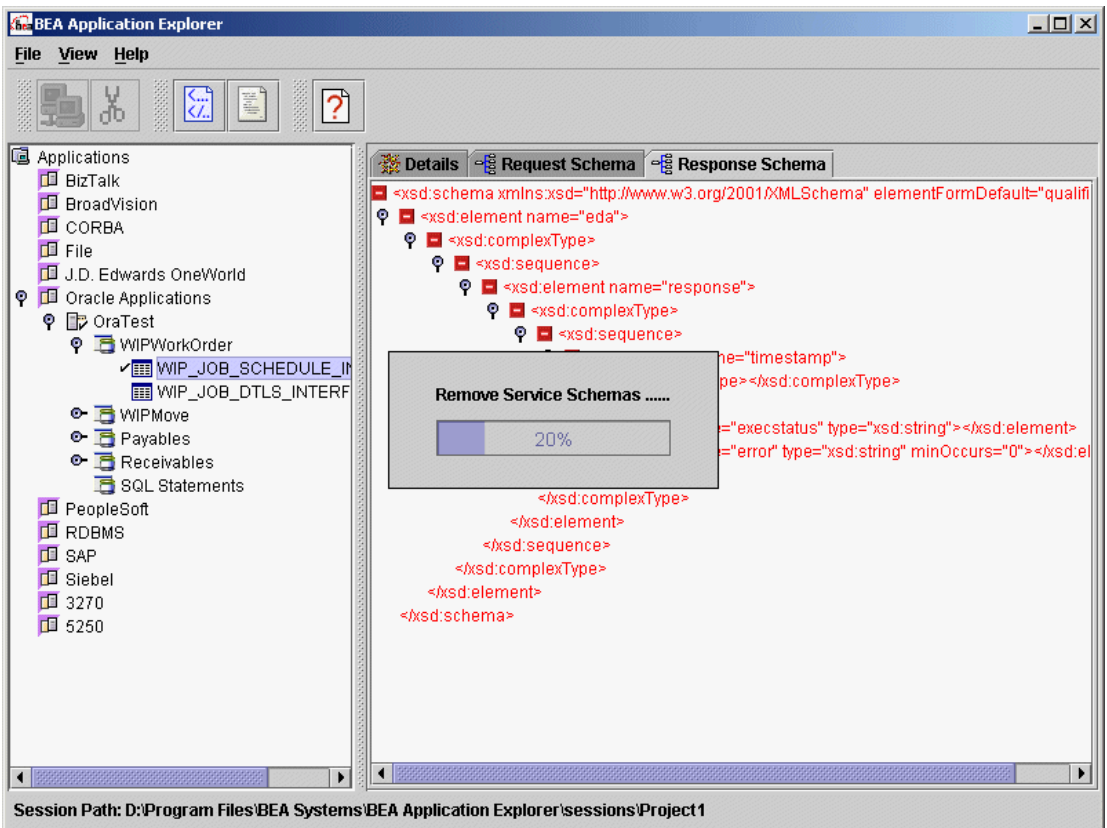 BEA Application Explorer
File View Help
Applications
BizTalk
BroadVision
CORBA
File
J.D. Edwards OneWorld
Oracle Applications
OraTest
WIPWorkOrder
WIP_JOB_SCHEDULE_IN
WIP_JOB_DTLS_INTERF
WIPMove
Payables
Receivables
SQL Statements
PeopleSoft
RDBMS
SAP
Siebel
3270
5250
Details Request Schema Response Schema
<xsd:schema xmlns:xsd="http://www.w3.org/2001/XMLSchema" elementFormDefault="qualifi
<xsd:element name="eda">
<xsd:complexType>
<xsd:sequence>
<xsd:element name="response">
<xsd:complexType>
<xsd:sequence>
ne="timestamp">
pe></xsd:complexType>
="execstatus" type="xsd:string"></xsd:element>
="error" type="xsd:string" minOccurs="0"></xsd:el
Remove Service Schemas ......
20%
</xsd:complexType>
</xsd:element>
</xsd:sequence>
</xsd:complexType>
</xsd:element>
</xsd:schema>
Session Path: D:\Program Files\BEA Systems\BEA Application Explorer\sessions\Project1